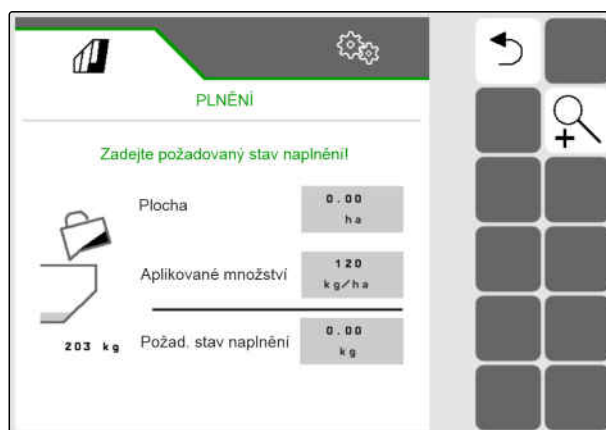 PLNĚNÍ
Zadejte požadovaný stav naplnění!
Plocha
0.00
ha
Aplikované množství
120
kg/ha
203 kg
Požad. stav naplnění
0.00
kg